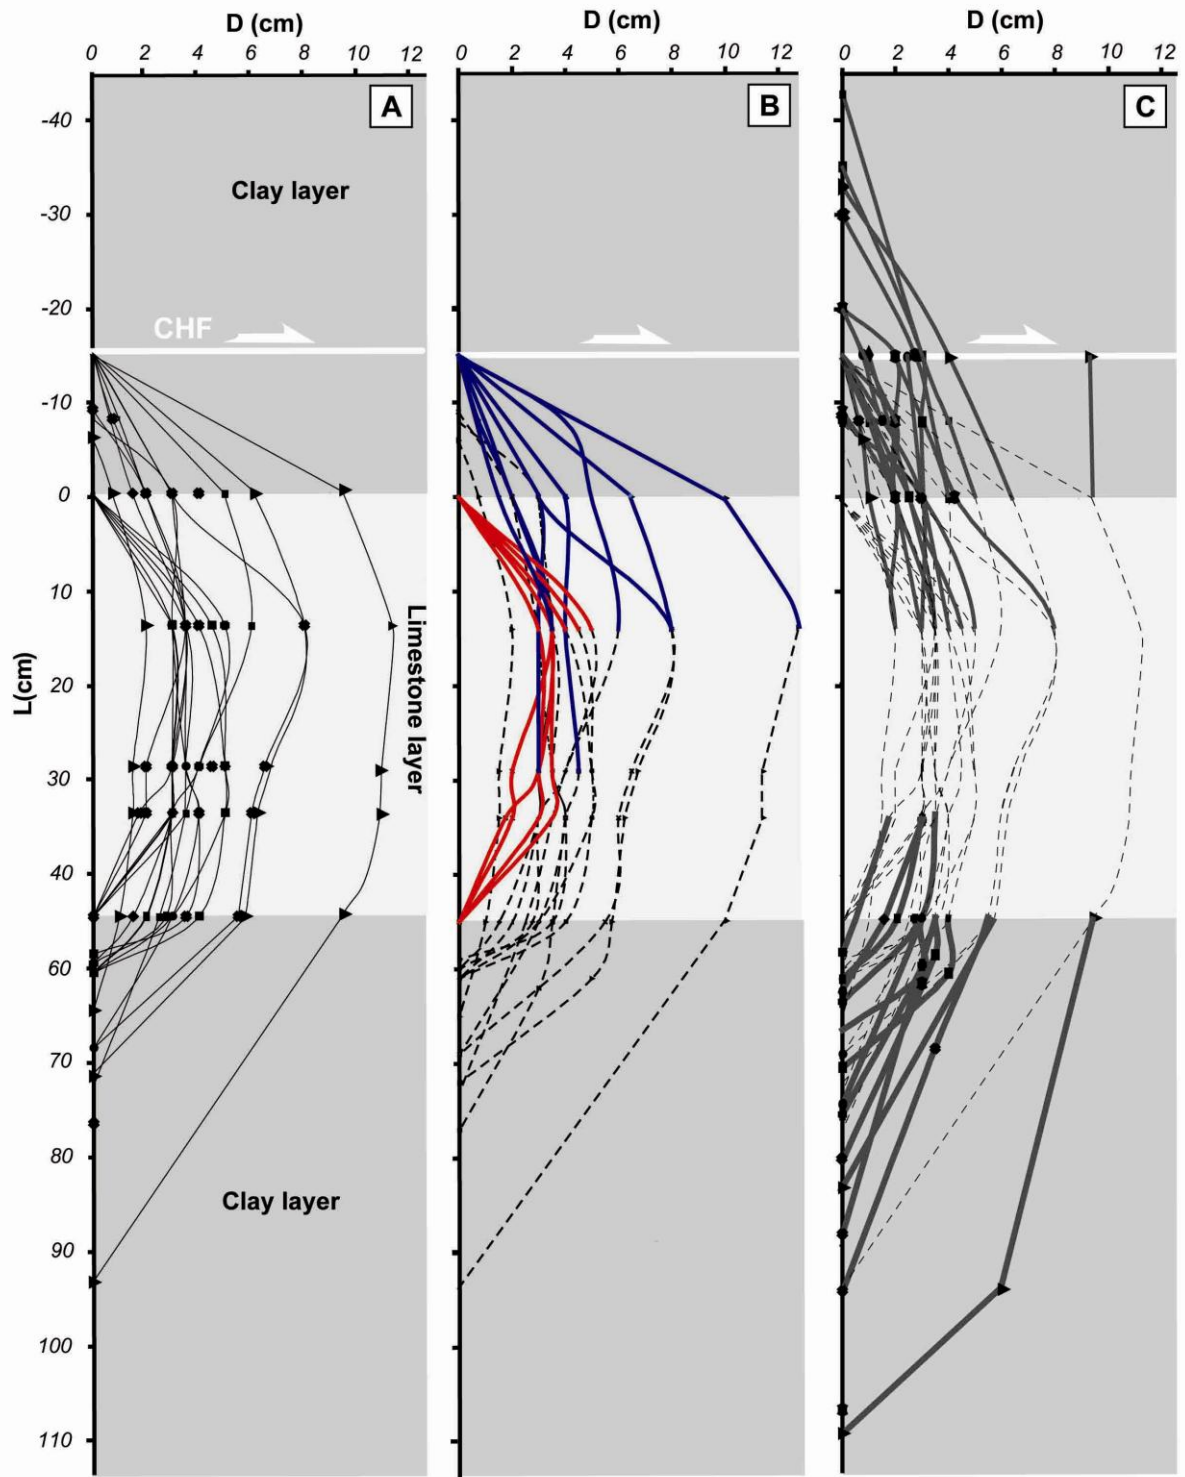 D (cm) D (cm) D (cm)
0 2 4 6 8 10 12 0 2 4 6 8 10 12 0 2 4 6 8 10 12
A B C
-40
Clay layer
-30
-20
CHF
-10
0
10
Limestone layer
L(cm)
20
30
40
60
70
80
Clay layer
90
100
110